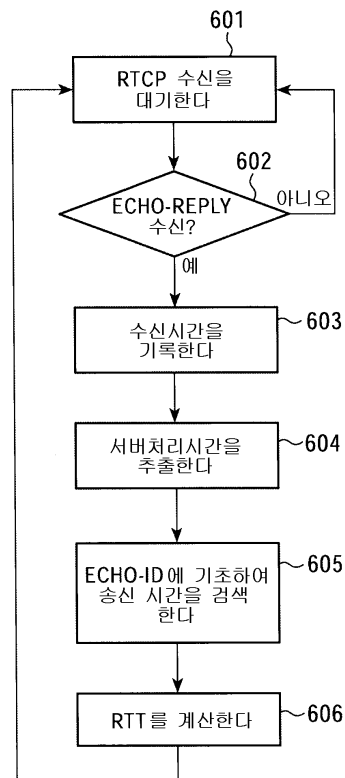 601
RTCP 수신을
대기한다
602
ECHO-REPLY
수신?
아니오
예
603
수신시간을
기록한다
604
서버처리시간을
추출한다
605
ECHO-ID에 기초하여
송신 시간을 검색
한다
606
RTT를 계산한다